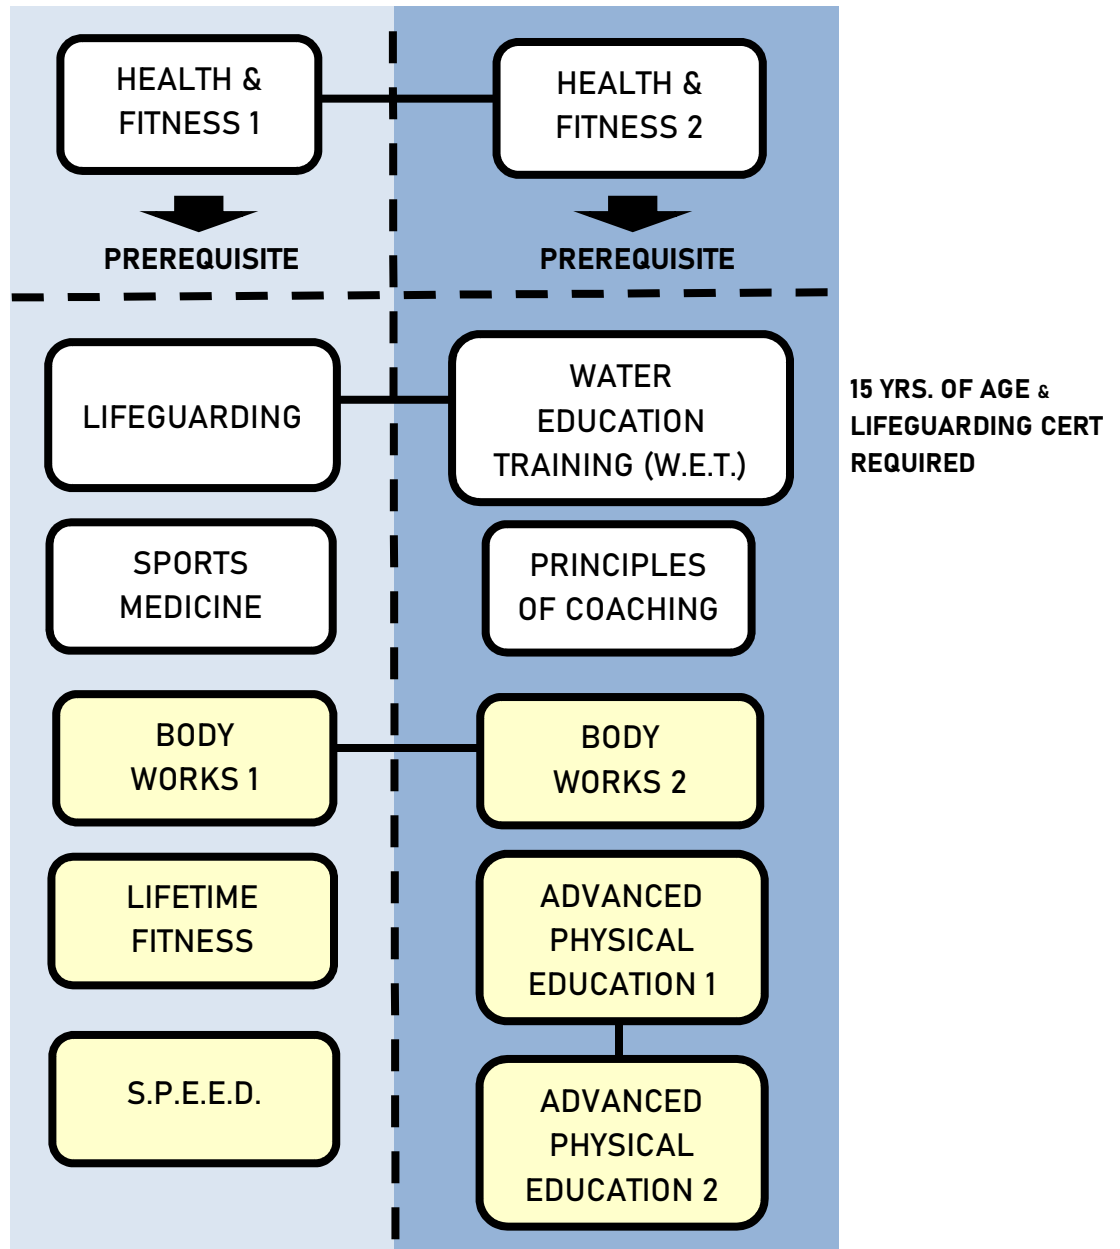 HEALTH &
FITNESS 1
HEALTH &
FITNESS 2
PREREQUISITE
PREREQUISITE
LIFEGUARDING
WATER
EDUCATION
TRAINING (W.E.T.)
15 YRS. OF AGE &
LIFEGUARDING CERT
REQUIRED
SPORTS
MEDICINE
PRINCIPLES
OF COACHING
BODY
WORKS 1
BODY
WORKS 2
LIFETIME
FITNESS
ADVANCED
PHYSICAL
EDUCATION 1
S.P.E.E.D.
ADVANCED
PHYSICAL
EDUCATION 2